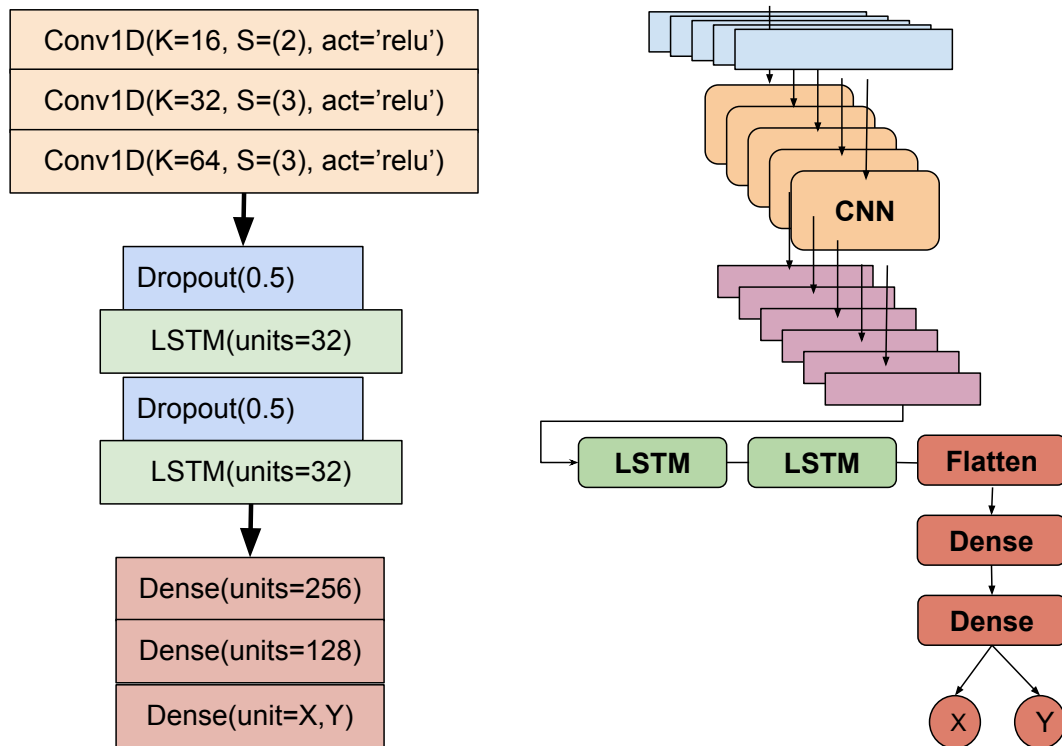 Conv1D(K=16, S=(2), act=’relu’)
Conv1D(K=32, S=(3), act=’relu’)
Conv1D(K=64, S=(3), act=’relu’)
Dropout(0.5)
LSTM(units=32)
Dropout(0.5)
LSTM(units=32)
Dense(units=256)
Dense(units=128)
Dense(unit=X,Y)
CNN
LSTM
LSTM
Flatten
Dense
Dense
X
Y